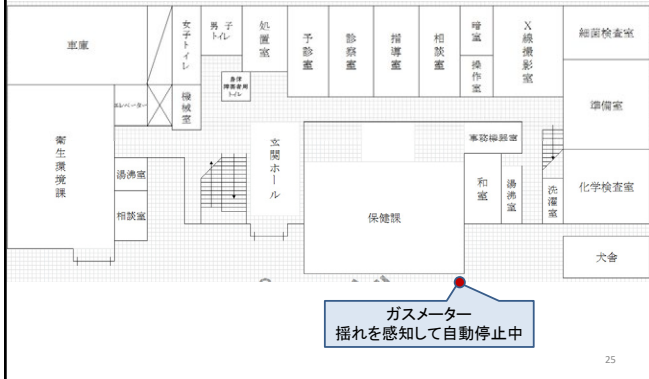 車庫
女子トイレ
男子
トイレ
処置室
予診室
診察室
指導室
相談室
暗室
操作室
X線撮影室
細菌検査室
身体
障害者用
トイレ
エレベーター
機械室
準備室
衛生環境課
玄関ホール
湯沸室
相談室
保健課
和室
湯沸室
洗濯室
化学検査室
犬舎
ガスメーター
揺れを感知して自動停止中
25